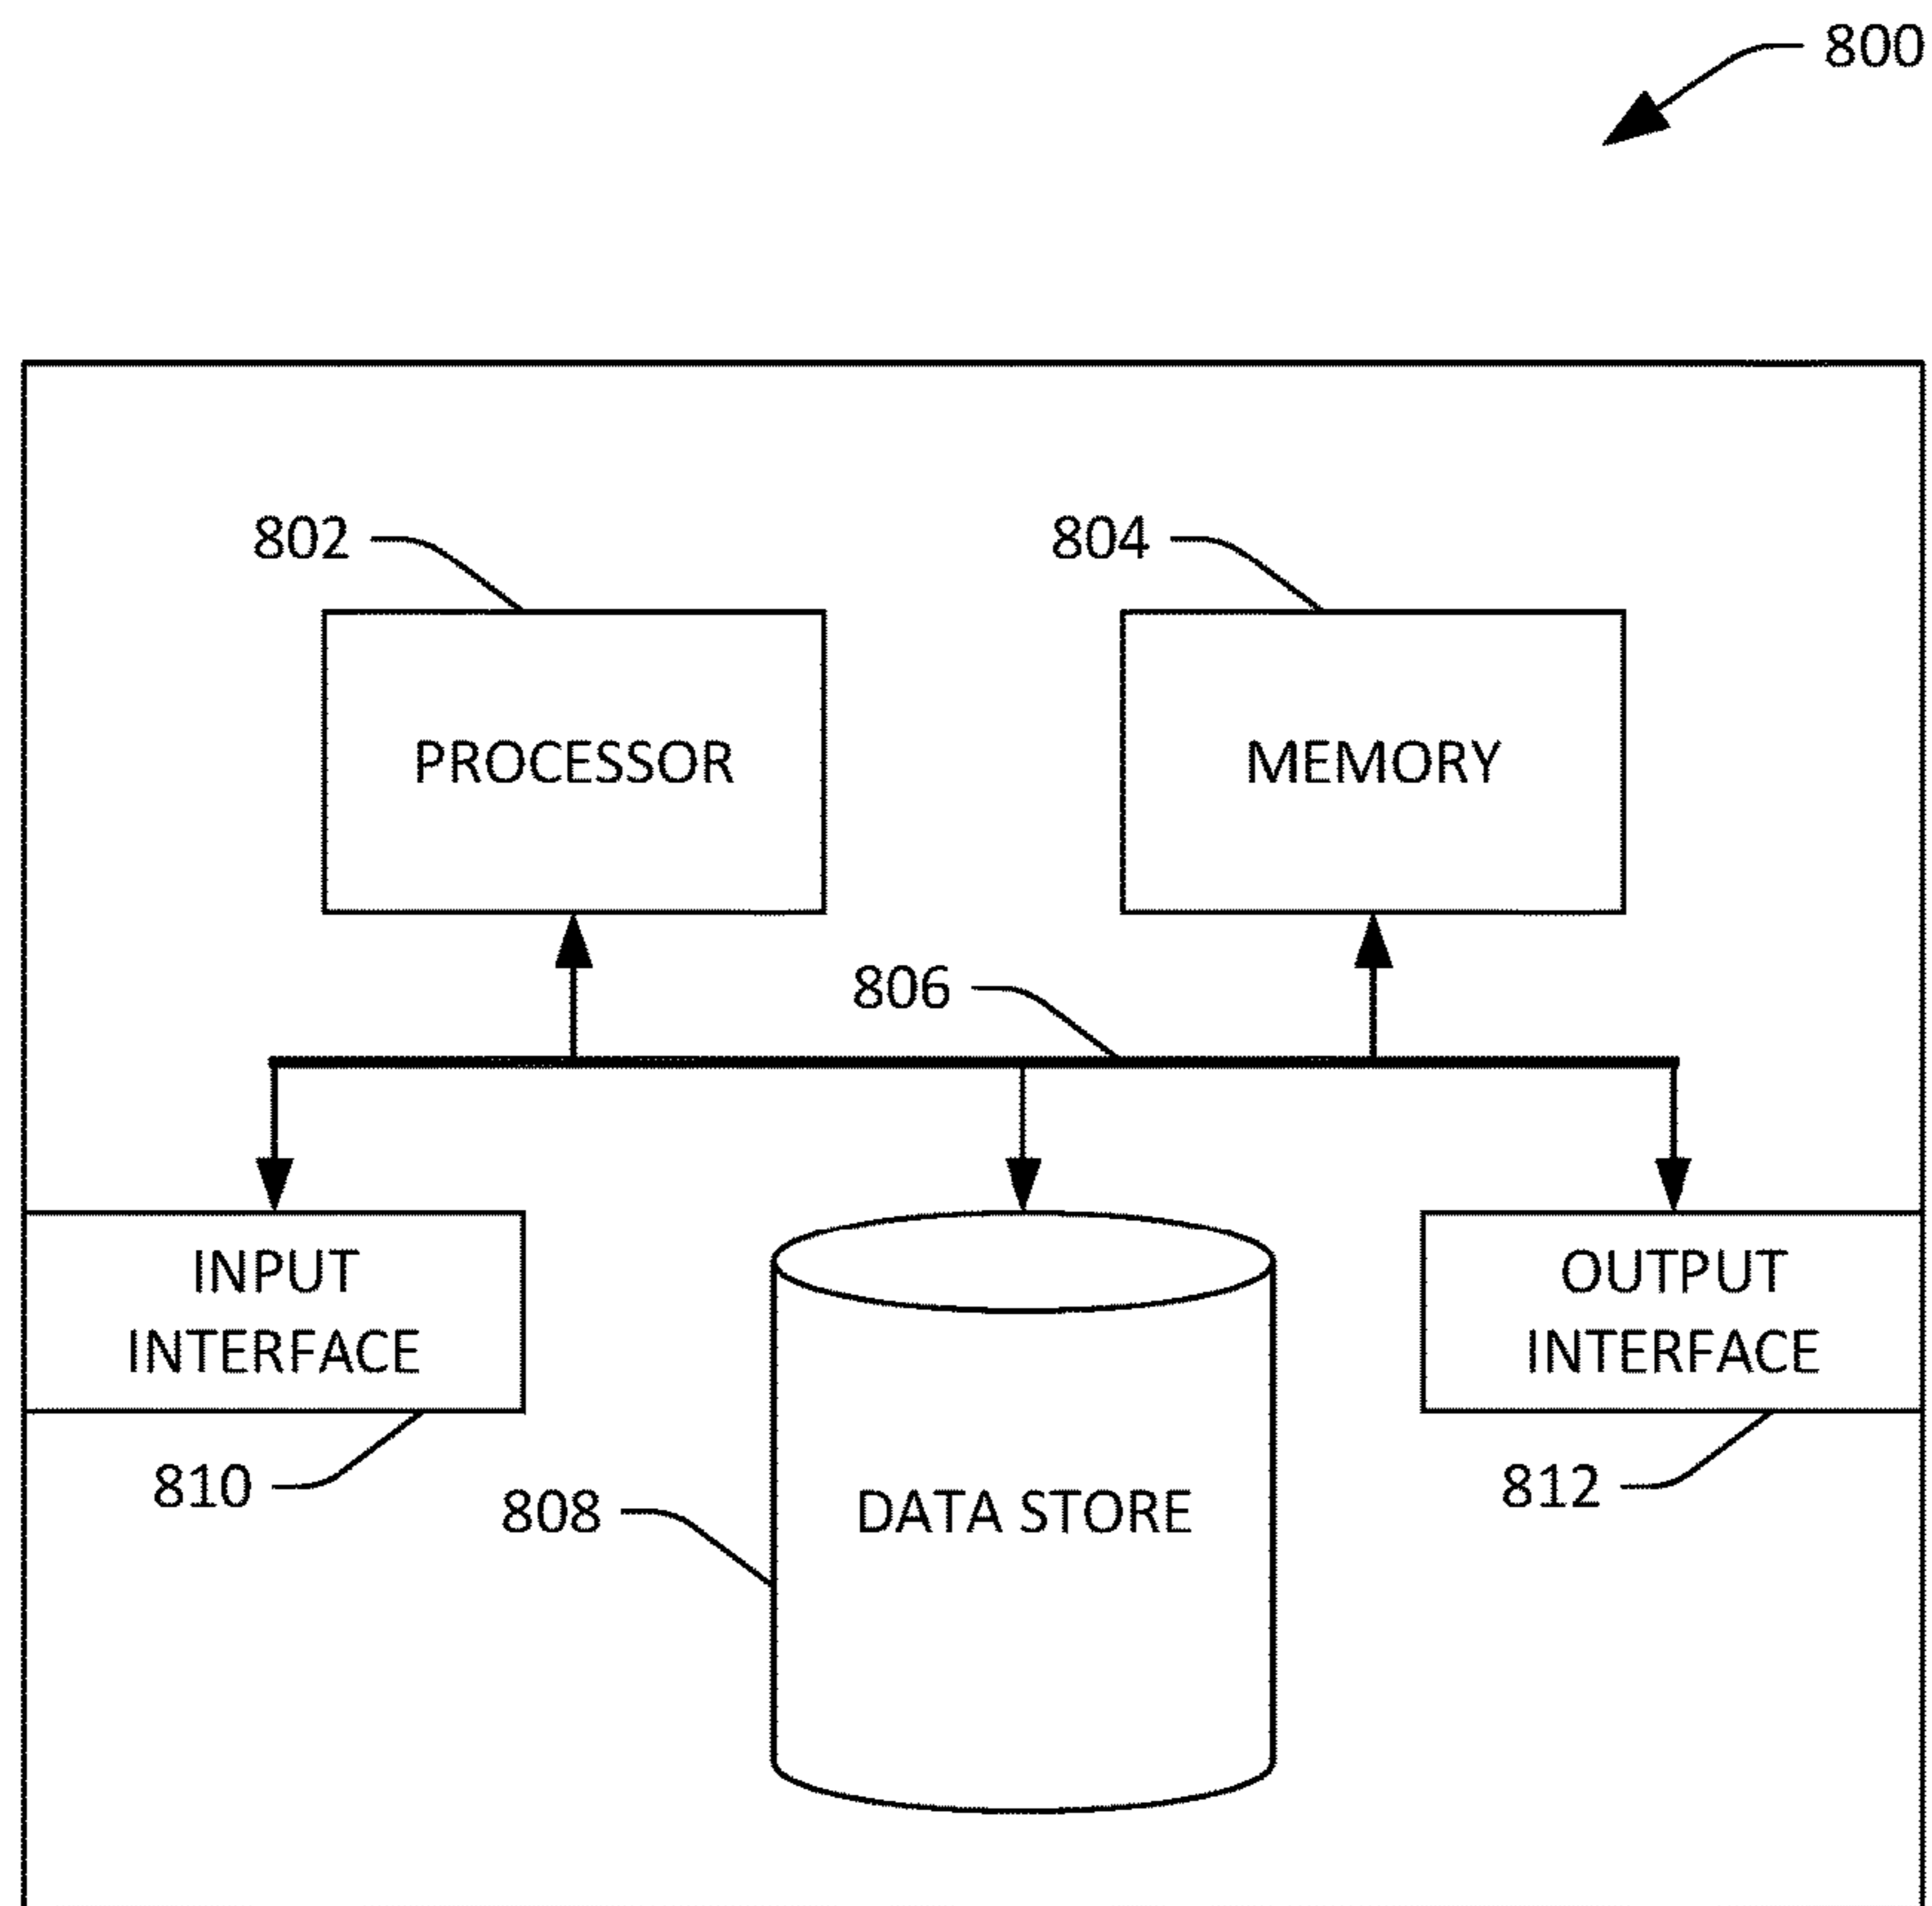 800
802
804
PROCESSOR
MEMORY
806
INPUT
INTERFACE
OUTPUT
INTERFACE
810
808
DATA STORE
812